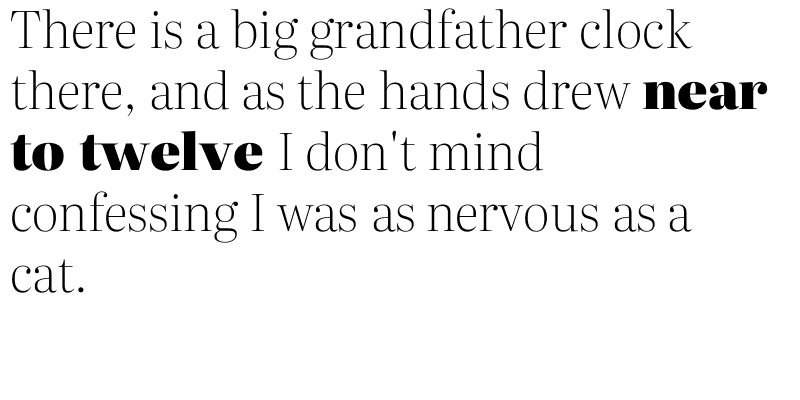 There is a big grandfather clock
there, and as the hands drew near
to twelve I don't mind
confessing I was as nervous as a
cat.